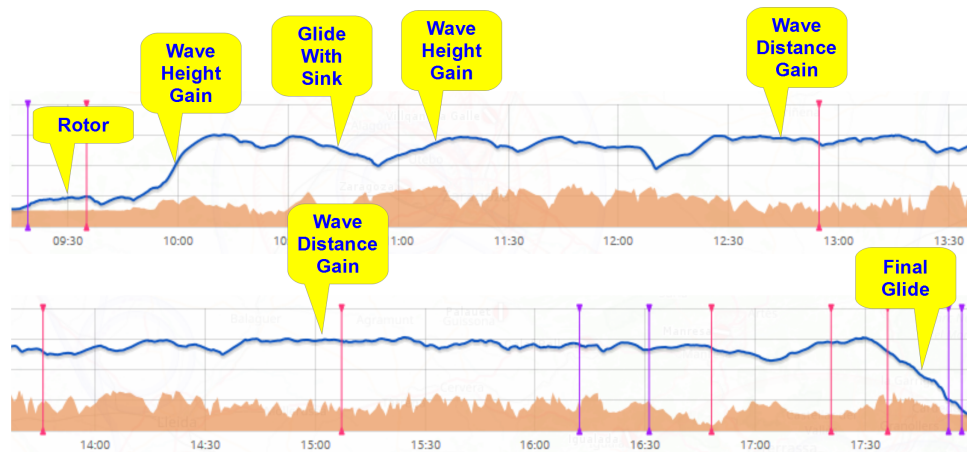 Wave
Height
Gain
Glide
With
Sink
Wave
Height
Gain
Wave
Distance
Gain
Rotor
09:30
10:00
11:30
12:00
12:30
13:00
13:30
Wave
Distance
Gain
Final
Glide
14:00
14:30
15:00
15:30
16:00
16:30
17:00
17:30